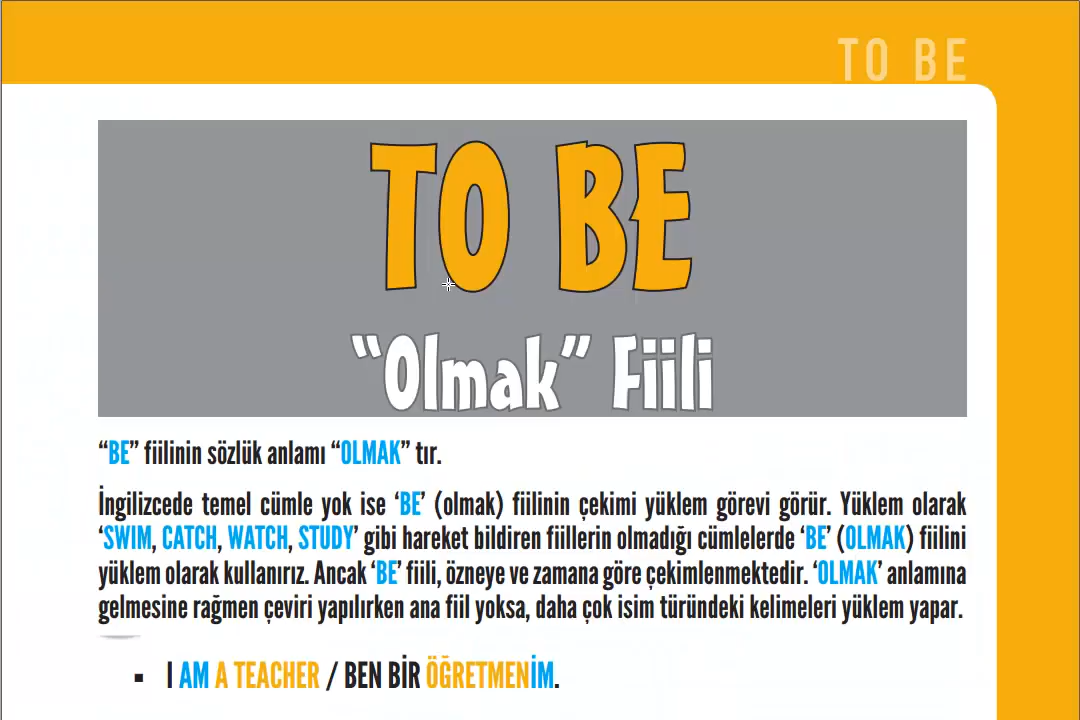 TO BE
TO BE
“Olmak” Fiili
“BE” fiilinin sözlük anlamı “OLMAK” tır.
İngilizcede temel cümle yok ise ‘BE’ (olmak) fiilinin çekimi yüklem görevi görür. Yüklem olarak
‘SWIM, CATCH, WATCH, STUDY’ gibi hareket bildiren fiillerin olmadığı cümlelerde ‘BE’ (OLMAK) fiilini
yüklem olarak kullanırız. Ancak ‘BE’ fiili, özneye ve zamana göre çekimlenmektedir. ‘OLMAK’ anlamına
gelmesine rağmen çeviri yapılırken ana fiil yoksa, daha çok isim türündeki kelimeleri yüklem yapar.
▪ I AM A TEACHER / BEN BİR ÖĞRETMENİM.